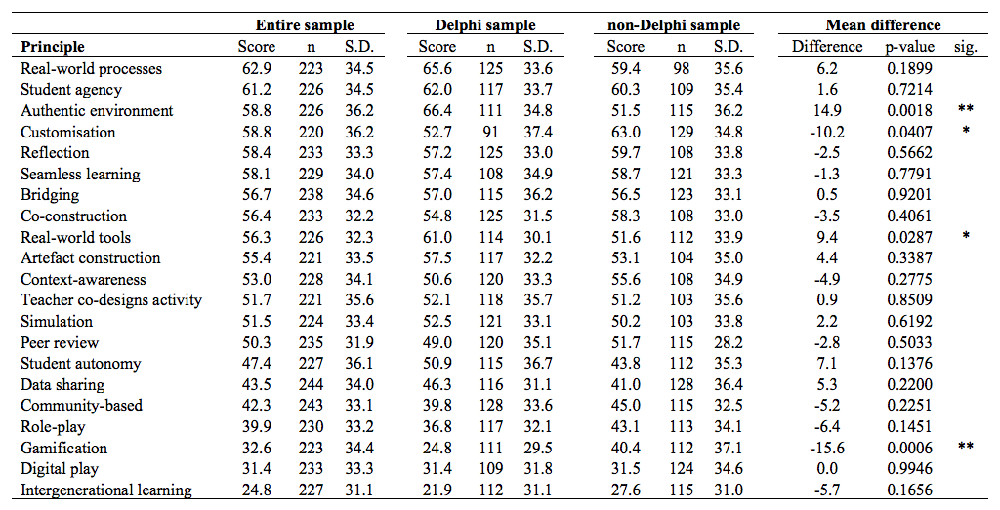 Entire sample Delphi sample non-Delphi sample Mean difference
Principle Score n S.D. Score n S.D. Score n S.D. Difference p-value sig.
Real-world processes 62.9 223 34.5 65.6 125 33.6 59.4 98 35.6 6.2 0.1899
Student agency 61.2 226 34.5 62.0 117 33.7 60.3 109 35.4 1.6 0.7214
Authentic environment 58.8 226 36.2 66.4 111 34.8 51.5 115 36.2 14.9 0.0018 **
Customisation 58.8 220 36.2 52.7 91 37.4 63.0 129 34.8 -10.2 0.0407 *
Reflection 58.4 233 33.3 57.2 125 33.0 59.7 108 33.8 -2.5 0.5662
Seamless learning 58.1 229 34.0 57.4 108 34.9 58.7 121 33.3 -1.3 0.7791
Bridging 56.7 238 34.6 57.0 115 36.2 56.5 123 33.1 0.5 0.9201
Co-construction 56.4 233 32.2 54.8 125 31.5 58.3 108 33.0 -3.5 0.4061
Real-world tools 56.3 226 32.3 61.0 114 30.1 51.6 112 33.9 9.4 0.0287 *
Artefact construction 55.4 221 33.5 57.5 117 32.2 53.1 104 35.0 4.4 0.3387
Context-awareness 53.0 228 34.1 50.6 120 33.3 55.6 108 34.9 -4.9 0.2775
Teacher co-designs activity 51.7 221 35.6 52.1 118 35.7 51.2 103 35.6 0.9 0.8509
Simulation 51.5 224 33.4 52.5 121 33.1 50.2 103 33.8 2.2 0.6192
Peer review 50.3 235 31.9 49.0 120 35.1 51.7 115 28.2 -2.8 0.5033
Student autonomy 47.4 227 36.1 50.9 115 36.7 43.8 112 35.3 7.1 0.1376
Data sharing 43.5 244 34.0 46.3 116 31.1 41.0 128 36.4 5.3 0.2200
Community-based 42.3 243 33.1 39.8 128 33.6 45.0 115 32.5 -5.2 0.2251
Role-play 39.9 230 33.2 36.8 117 32.1 43.1 113 34.1 -6.4 0.1451
Gamification 32.6 223 34.4 24.8 111 29.5 40.4 112 37.1 -15.6 0.0006 **
Digital play 31.4 233 33.3 31.4 109 31.8 31.5 124 34.6 0.0 0.9946
Intergenerational learning 24.8 227 31.1 21.9 112 31.1 27.6 115 31.0 -5.7 0.1656